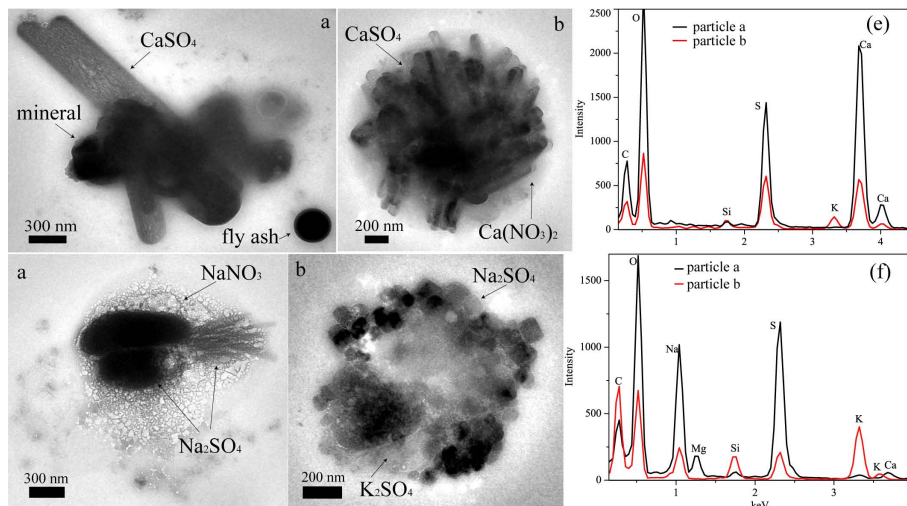 a
CaSO₄
mineral
300 nm
fly ash
b
CaSO₄
200 nm
Ca(NO₃)₂
(e)
particle a
particle b
Intensity
2500
2000
1500
1000
500
0
O
C
Si
S
K
Ca
Ca
1
2
3
4
a
NaNO₃
Na₂SO₄
300 nm
b
Na₂SO₄
K₂SO₄
200 nm
(f)
particle a
particle b
Intensity
1500
1000
500
0
O
C
Na
Mg
Si
S
K
K
Ca
1
2
3
keV